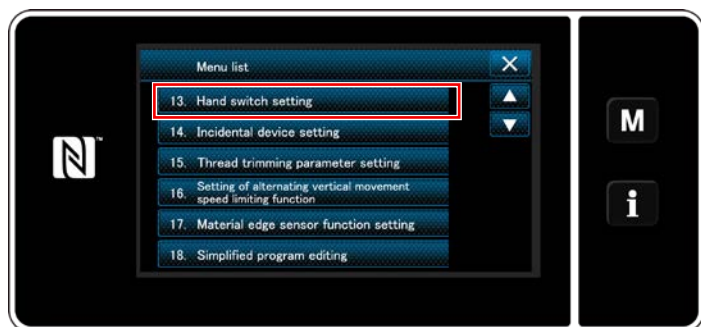 Menu list
13. Hand switch setting
14. Incidental device setting
15. Thread trimming parameter setting
16. Setting of alternating vertical movement
speed limiting function
17. Material edge sensor function setting
18. Simplified program editing
M
i